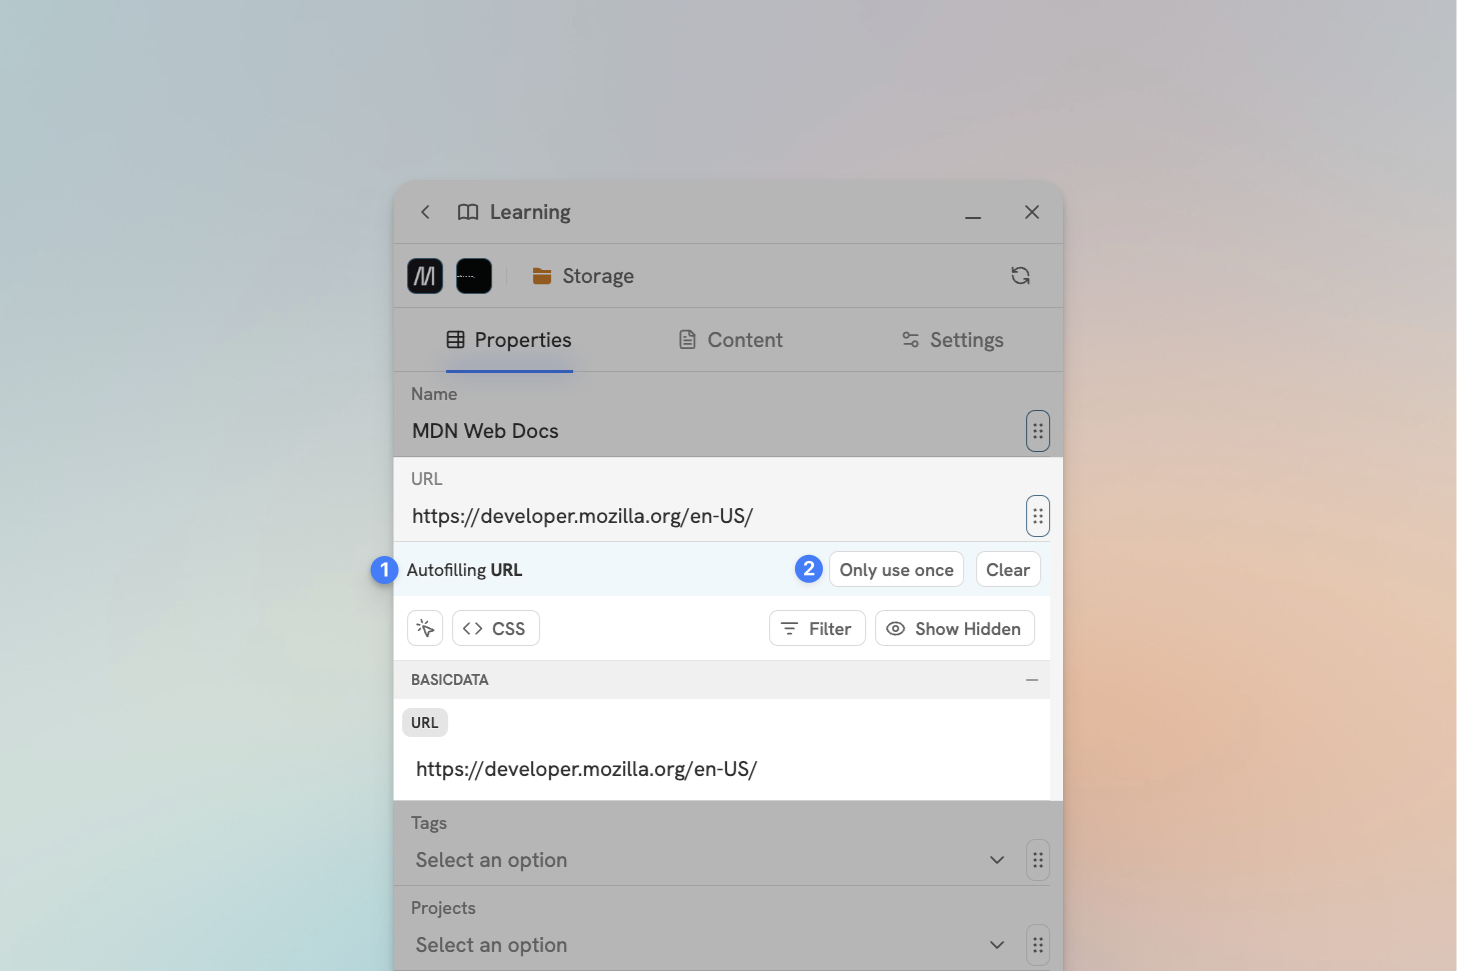 Learning
Storage
Properties Content Settings
Name
MDN Web Docs
URL
https://developer.mozilla.org/en-US/
1 Autofilling URL 2 Only use once Clear
CSS Filter Show Hidden
BASICDATA
URL
https://developer.mozilla.org/en-US/
Tags
Select an option
Projects
Select an option